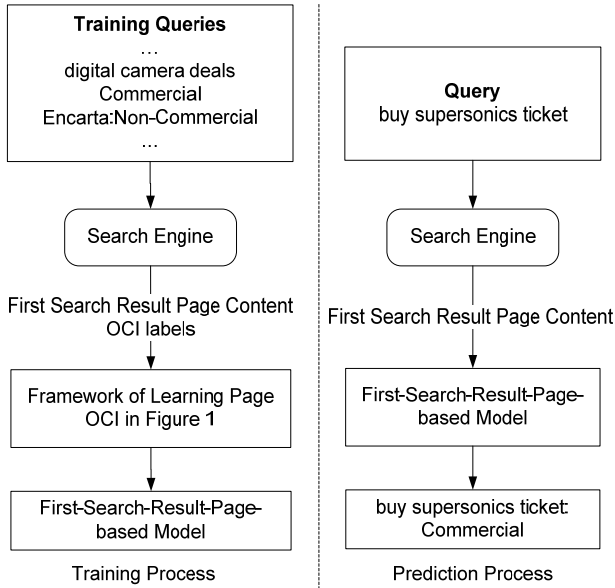 Training Queries
...
digital camera deals
Commercial
Encarta:Non-Commercial
...
Search Engine
First Search Result Page Content
OCI labels
Framework of Learning Page
OCI in Figure 1
First-Search-Result-Page-
based Model
Training Process
Query
buy supersonics ticket
Search Engine
First Search Result Page Content
First-Search-Result-Page-
based Model
buy supersonics ticket:
Commercial
Prediction Process